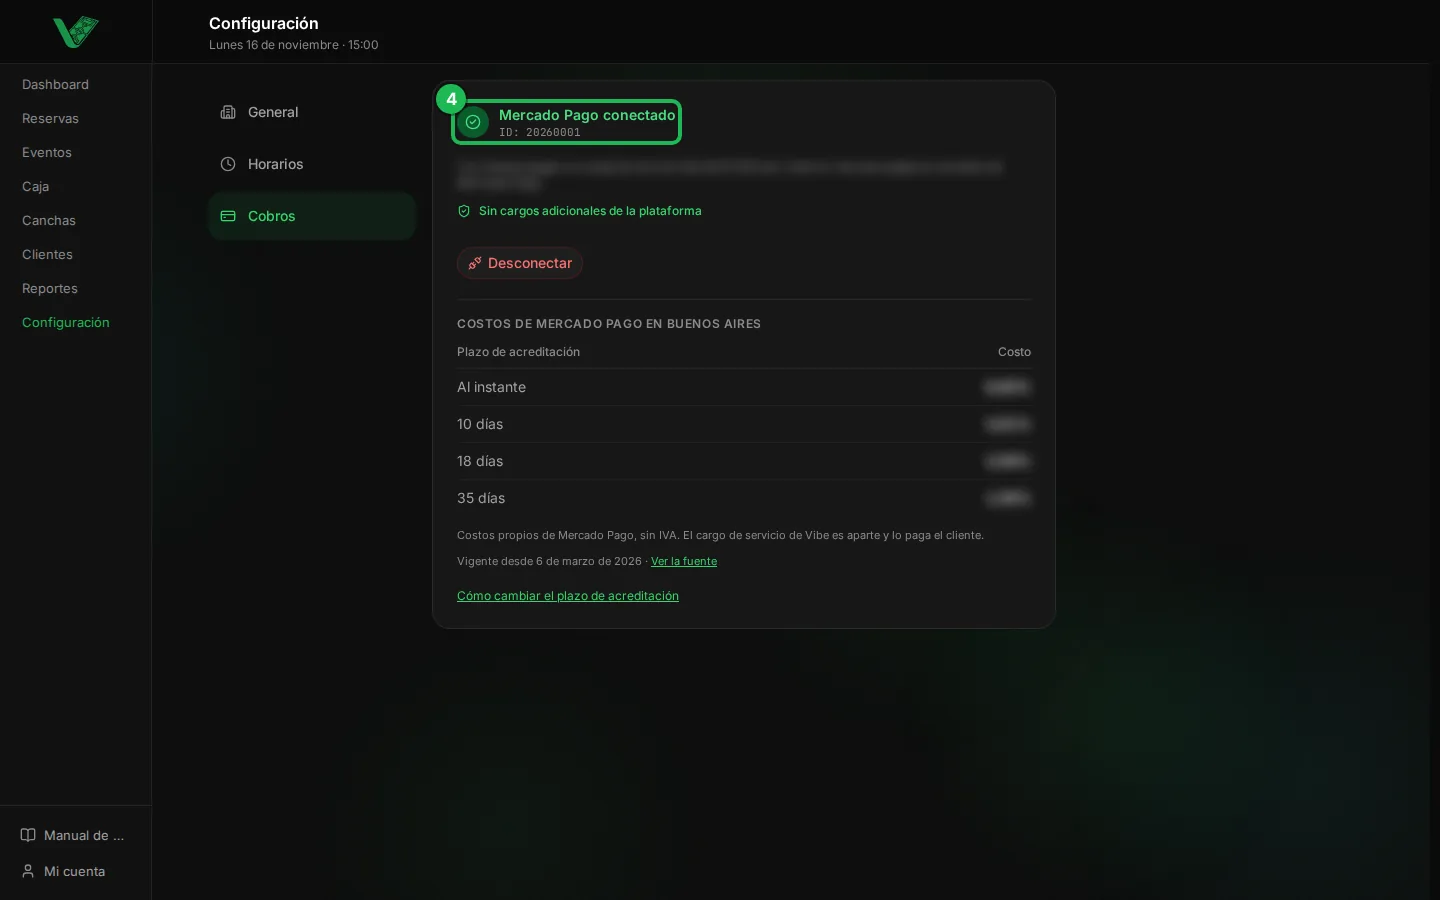 Configuración
Lunes 16 de noviembre · 15:00
Dashboard
Reservas
Eventos
Caja
Canchas
Clientes
Reportes
Configuración
Manual de ...
Mi cuenta
General
Horarios
Cobros
4
Mercado Pago conectado
ID: 20260001
Sin cargos adicionales de la plataforma
Desconectar
COSTOS DE MERCADO PAGO EN BUENOS AIRES
Plazo de acreditación Costo
Al instante
10 días
18 días
35 días
Costos propios de Mercado Pago, sin IVA. El cargo de servicio de Vibe es aparte y lo paga el cliente.
Vigente desde 6 de marzo de 2026 · Ver la fuente
Cómo cambiar el plazo de acreditación